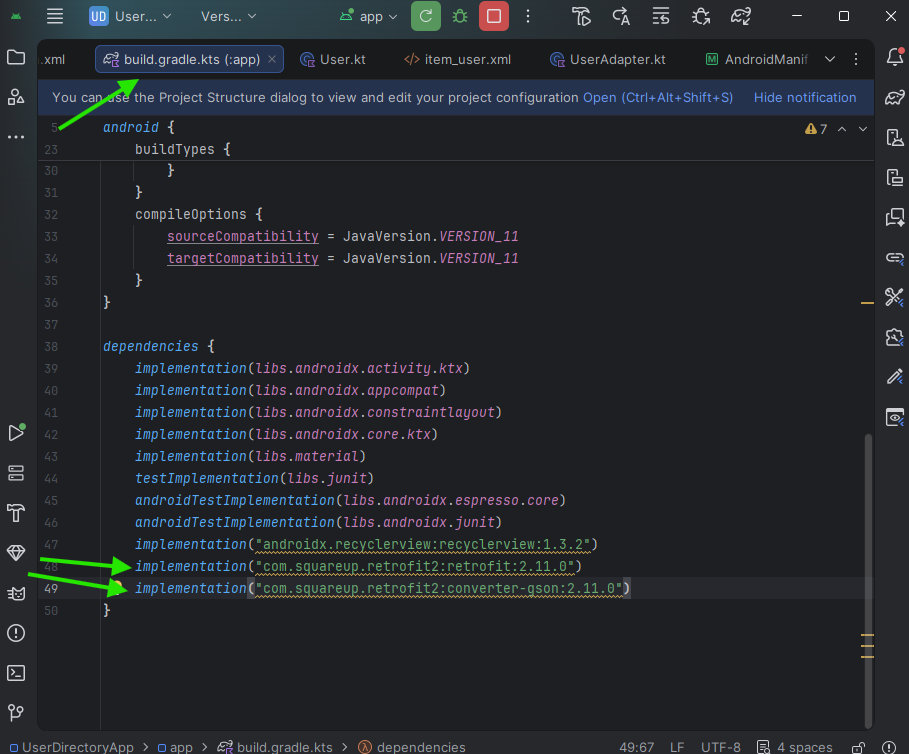 UD User... Vers... app
.xml build.gradle.kts (:app) User.kt item_user.xml UserAdapter.kt AndroidManif
You can use the Project Structure dialog to view and edit your project configuration Open (Ctrl+Alt+Shift+S) Hide notification
5 android {
7
23 buildTypes {
30 }
31 }
32 compileOptions {
33 sourceCompatibility = JavaVersion.VERSION_11
34 targetCompatibility = JavaVersion.VERSION_11
35 }
36 }
37
38 dependencies {
39 implementation(libs.androidx.activity.ktx)
40 implementation(libs.androidx.appcompat)
41 implementation(libs.androidx.constraintlayout)
42 implementation(libs.androidx.core.ktx)
43 implementation(libs.material)
44 testImplementation(libs.junit)
45 androidTestImplementation(libs.androidx.espresso.core)
46 androidTestImplementation(libs.androidx.junit)
47 implementation("androidx.recyclerview:recyclerview:1.3.2")
48 implementation("com.squareup.retrofit2:retrofit:2.11.0")
49 implementation("com.squareup.retrofit2:converter-gson:2.11.0")
50 }
UserDirectoryApp > app > build.gradle.kts > dependencies 49:67 LF UTF-8 4 spaces